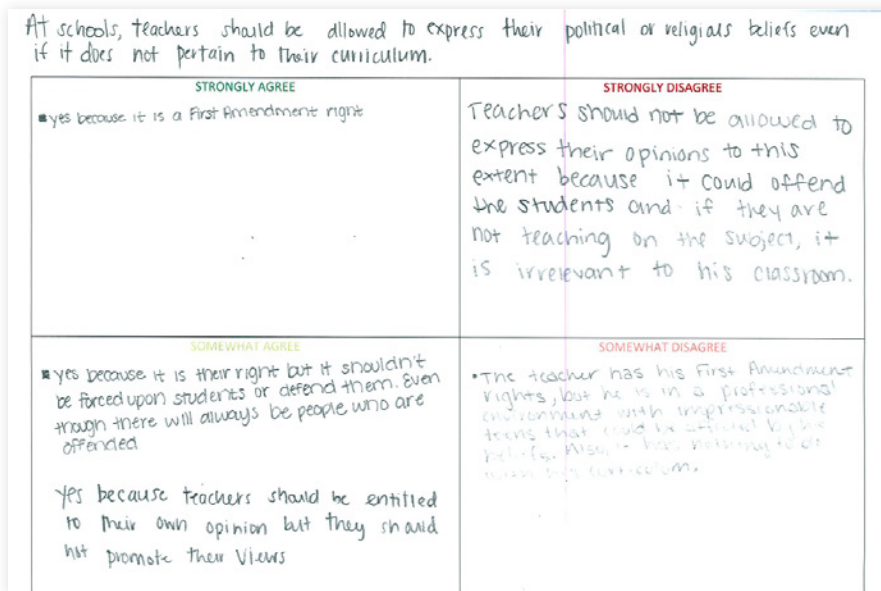 At schools, teachers should be allowed to express their political or religious beliefs even
if it does not pertain to their curriculum.
STRONGLY AGREE
▪yes because it is a First Amendment right
STRONGLY DISAGREE
Teachers should not be allowed to
express their opinions to this
extent because it could offend
the students and if they are
not teaching on the subject, it
is irrelevant to his classroom.
SOMEWHAT AGREE
▪yes because it is their right but it shouldn't
be forced upon students or defend them. Even
though there will always be people who are
offended
yes because teachers should be entitled
to their own opinion but they should
not promote their views
SOMEWHAT DISAGREE
•The teacher has his First Amendment
rights, but he is in a professional
environment with impressionable
teens that could be affected by his
beliefs. Also, it has nothing to do
with his curriculum.